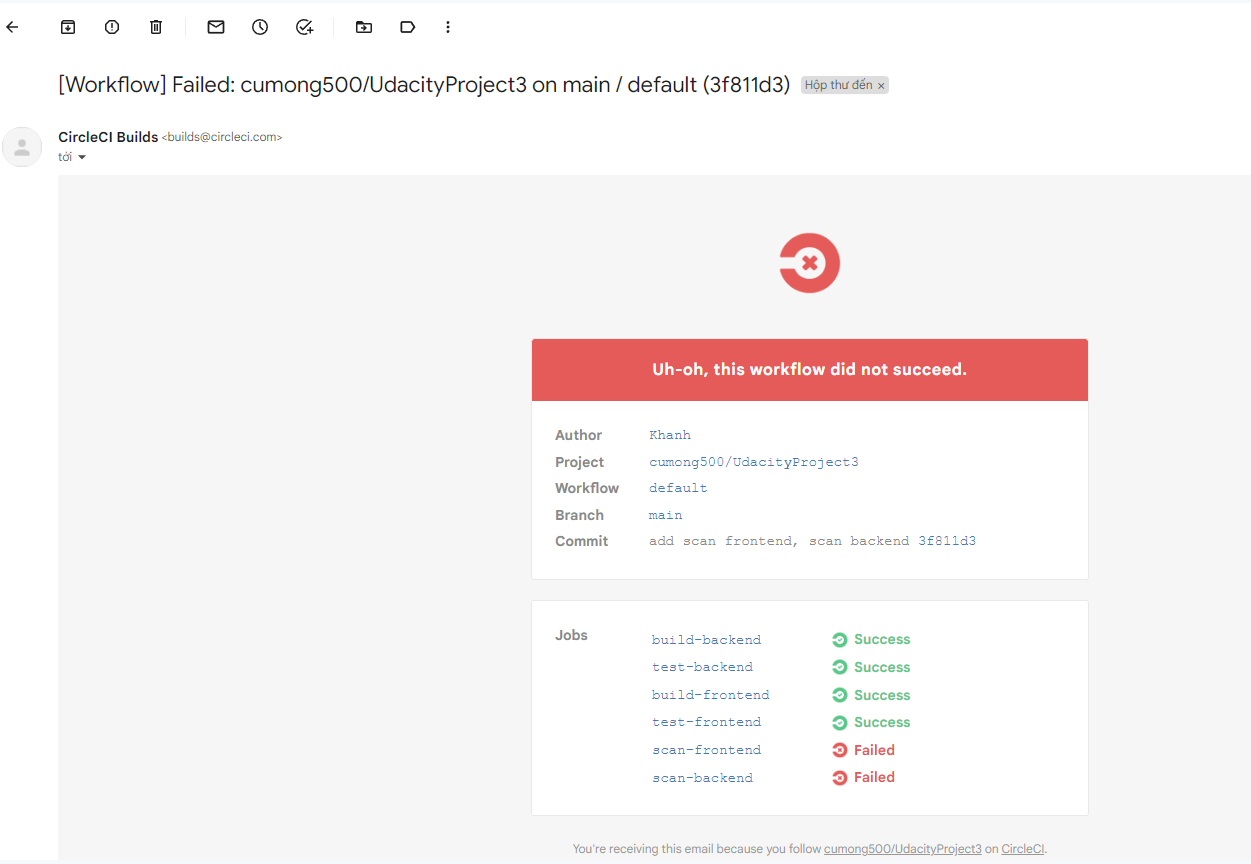 [Workflow] Failed: cumong500/UdacityProject3 on main / default (3f811d3) Hộp thư đến ×
CircleCI Builds <builds@circleci.com>
tới
Uh-oh, this workflow did not succeed.
Author Khanh
Project cumong500/UdacityProject3
Workflow default
Branch main
Commit add scan frontend, scan backend 3f811d3
Jobs
build-backend Success
test-backend Success
build-frontend Success
test-frontend Success
scan-frontend Failed
scan-backend Failed
You're receiving this email because you follow cumong500/UdacityProject3 on CircleCI.